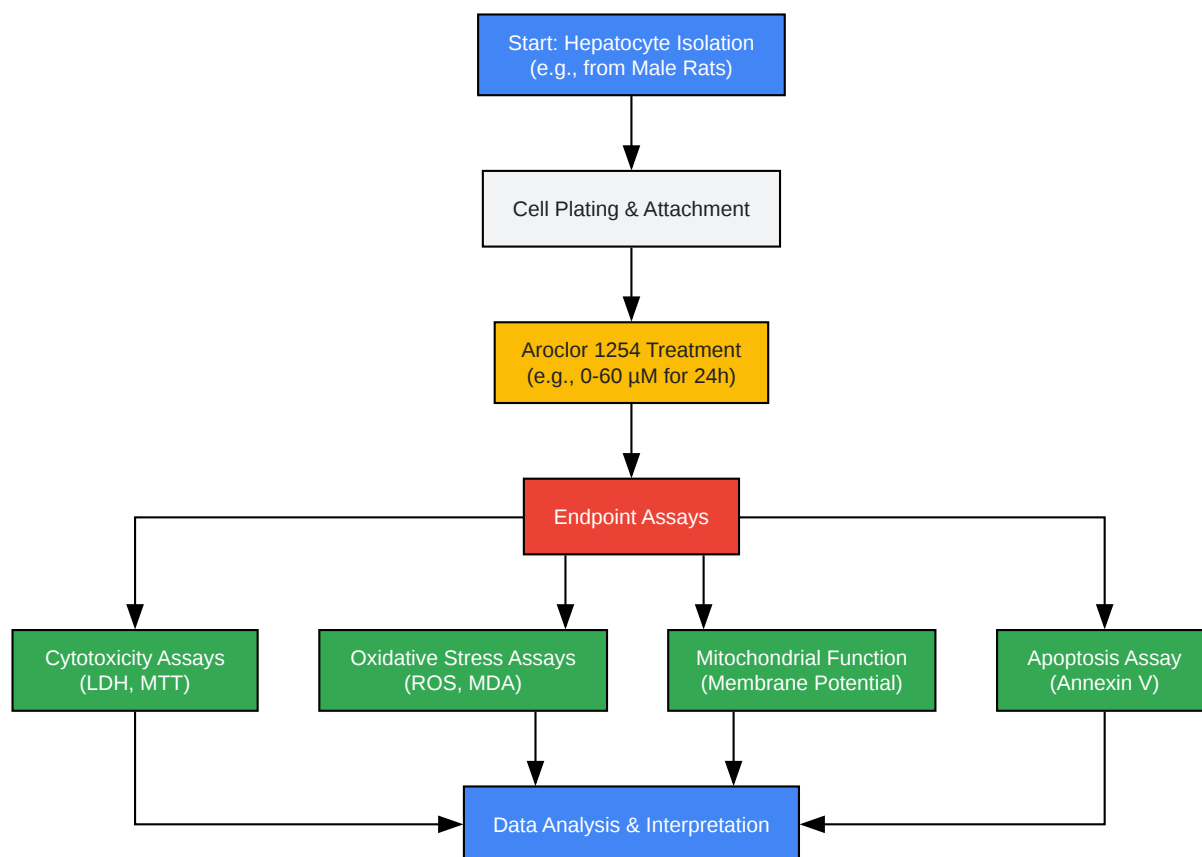 Start: Hepatocyte Isolation
(e.g., from Male Rats)
Cell Plating & Attachment
Aroclor 1254 Treatment
(e.g., 0-60 µM for 24h)
Endpoint Assays
Cytotoxicity Assays
(LDH, MTT)
Oxidative Stress Assays
(ROS, MDA)
Mitochondrial Function
(Membrane Potential)
Apoptosis Assay
(Annexin V)
Data Analysis & Interpretation